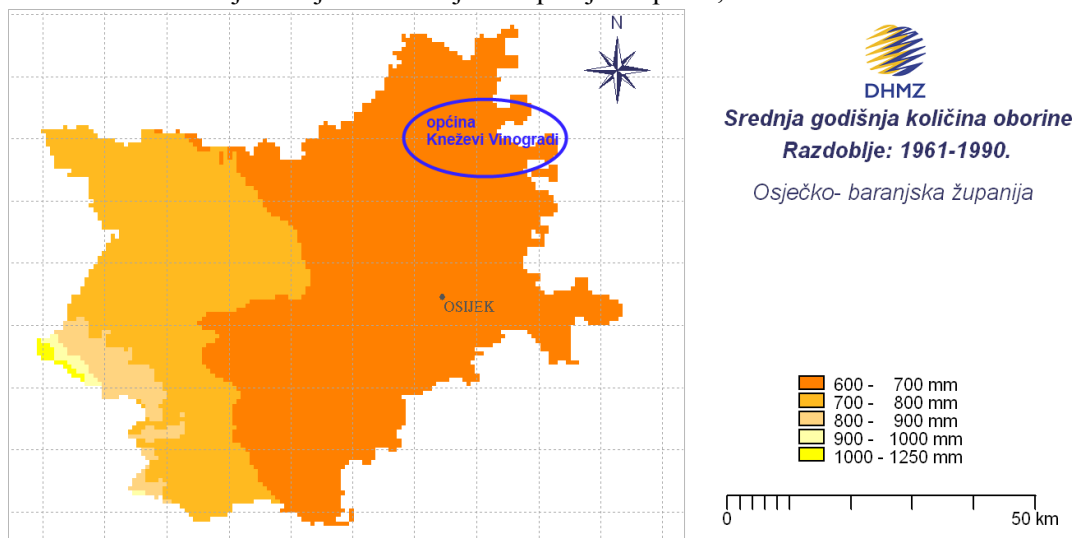 N
općina
Kneževi Vinogradi
OSIJEK
DHMZ
Srednja godišnja količina oborine
Razdoblje: 1961-1990.
Osječko- baranjska županija
600 - 700 mm
700 - 800 mm
800 - 900 mm
900 - 1000 mm
1000 - 1250 mm
0 50 km